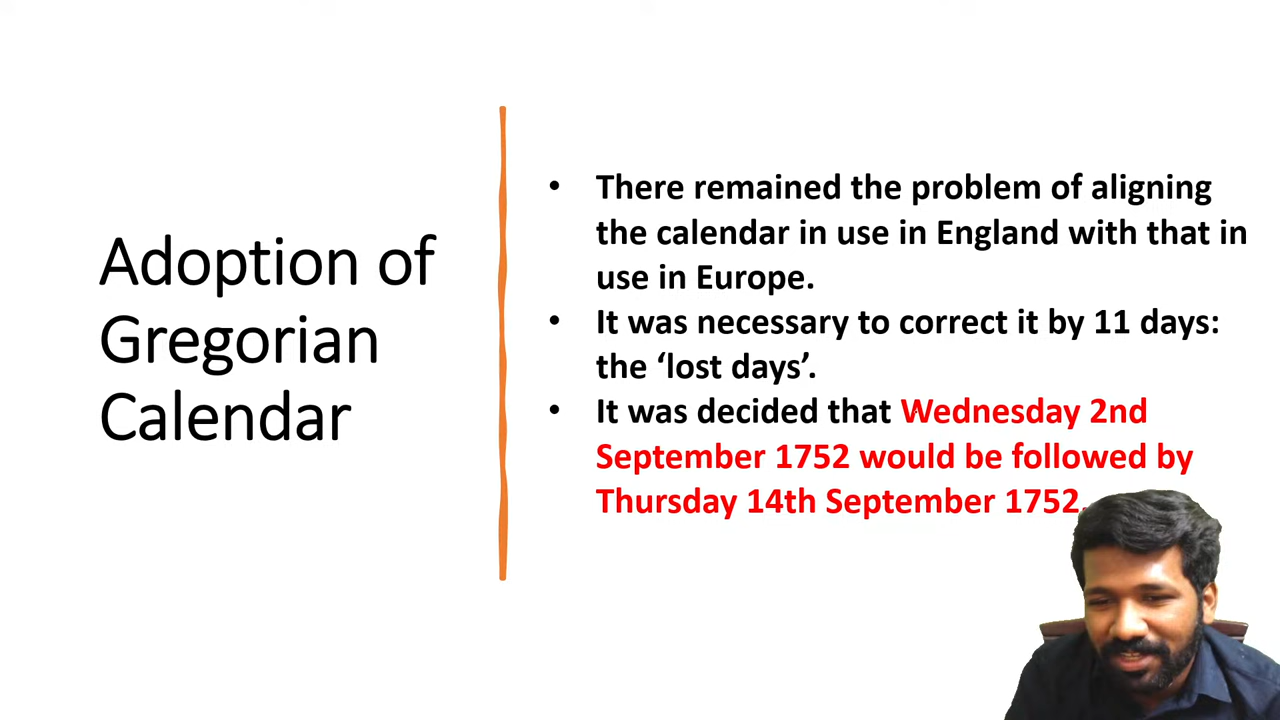 Adoption of
Gregorian
Calendar
• There remained the problem of aligning
the calendar in use in England with that in
use in Europe.
• It was necessary to correct it by 11 days:
the ‘lost days’.
• It was decided that Wednesday 2nd
September 1752 would be followed by
Thursday 14th September 1752.